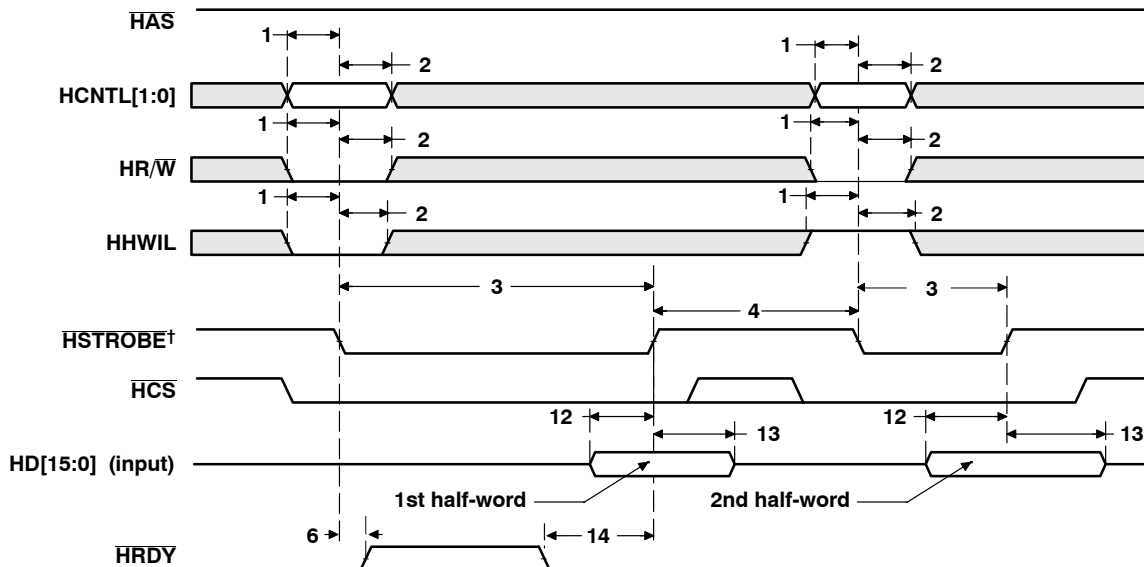 HAS
1
2
1
2
HCNTL[1:0]
1
2
1
2
HR/W
1
2
1
2
HHWIL
3
3
4
HSTROBE†
HCS
12
13
12
13
HD[15:0] (input)
1st half-word
2nd half-word
6
14
HRDY